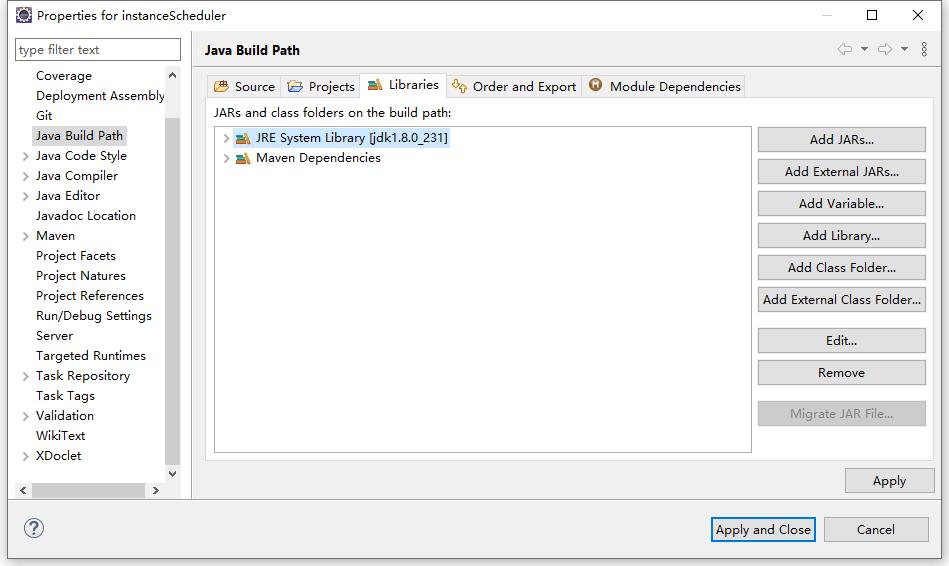 Properties for instanceScheduler
type filter text
Coverage
Deployment Assembly
Git
Java Build Path
Java Code Style
Java Compiler
Java Editor
Javadoc Location
Maven
Project Facets
Project Natures
Project References
Run/Debug Settings
Server
Targeted Runtimes
Task Repository
Task Tags
Validation
WikiText
XDoclet
Java Build Path
Source Projects Libraries Order and Export Module Dependencies
JARs and class folders on the build path:
JRE System Library [jdk1.8.0_231]
Maven Dependencies
Add JARs...
Add External JARs...
Add Variable...
Add Library...
Add Class Folder...
Add External Class Folder...
Edit...
Remove
Migrate JAR File...
Apply
Apply and Close Cancel